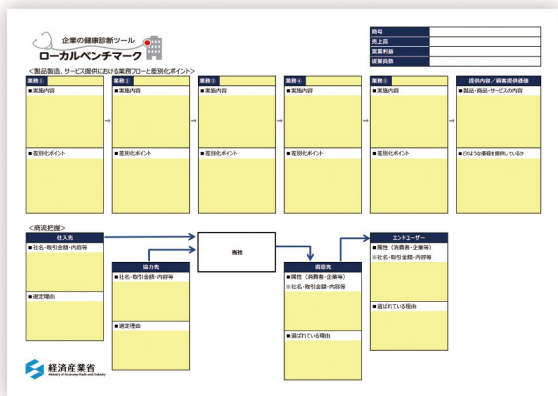 企業の健康診断ツール
ローカルベンチマーク
商号
売上高
営業利益
従業員数
<製品製造、サービス提供における業務フローと差別化ポイント>
業務① 業務② 業務③ 業務④ 業務⑤ 提供内容/顧客提供価値
■実施内容 ■実施内容 ■実施内容 ■実施内容 ■実施内容 ■製品・商品・サービスの内容
■差別化ポイント ■差別化ポイント ■差別化ポイント ■差別化ポイント ■差別化ポイント ■どのような価値を提供しているか
<商流把握>
仕入先
■社名・取引金額・内容等
■選定理由
協力先
■社名・取引金額・内容等
■選定理由
当社
得意先
■属性(消費者・企業等)
※社名・取引金額・内容等
■選ばれている理由
エンドユーザー
■属性(消費者・企業等)
※社名・取引金額・内容等
■選ばれている理由
経済産業省
Ministry of Economy, Trade and Industry